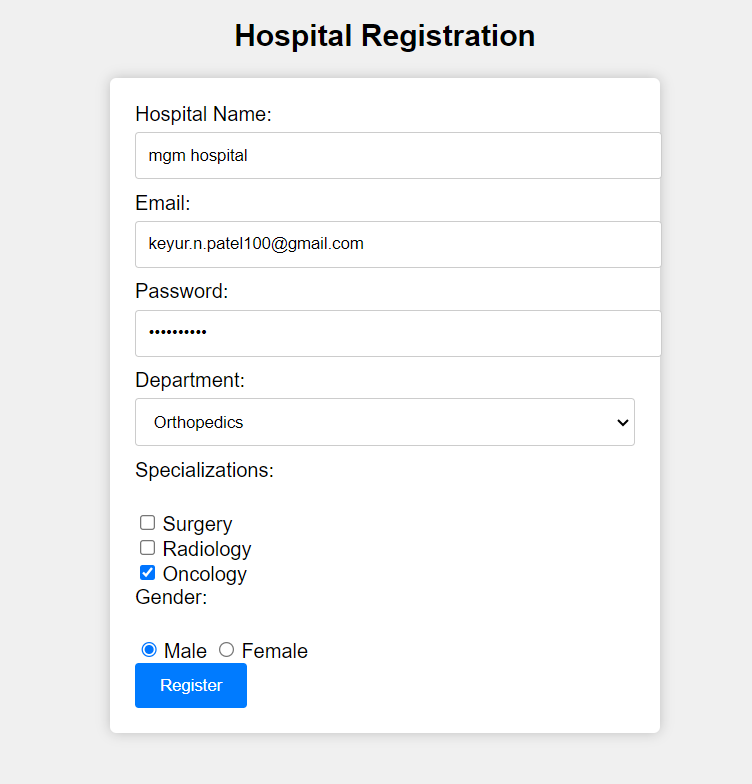 Hospital Registration
Hospital Name:
mgm hospital
Email:
keyur.n.patel100@gmail.com
Password:
••••••••••
Department:
Orthopedics
Specializations:
Surgery
Radiology
Oncology
Gender:
Male Female
Register